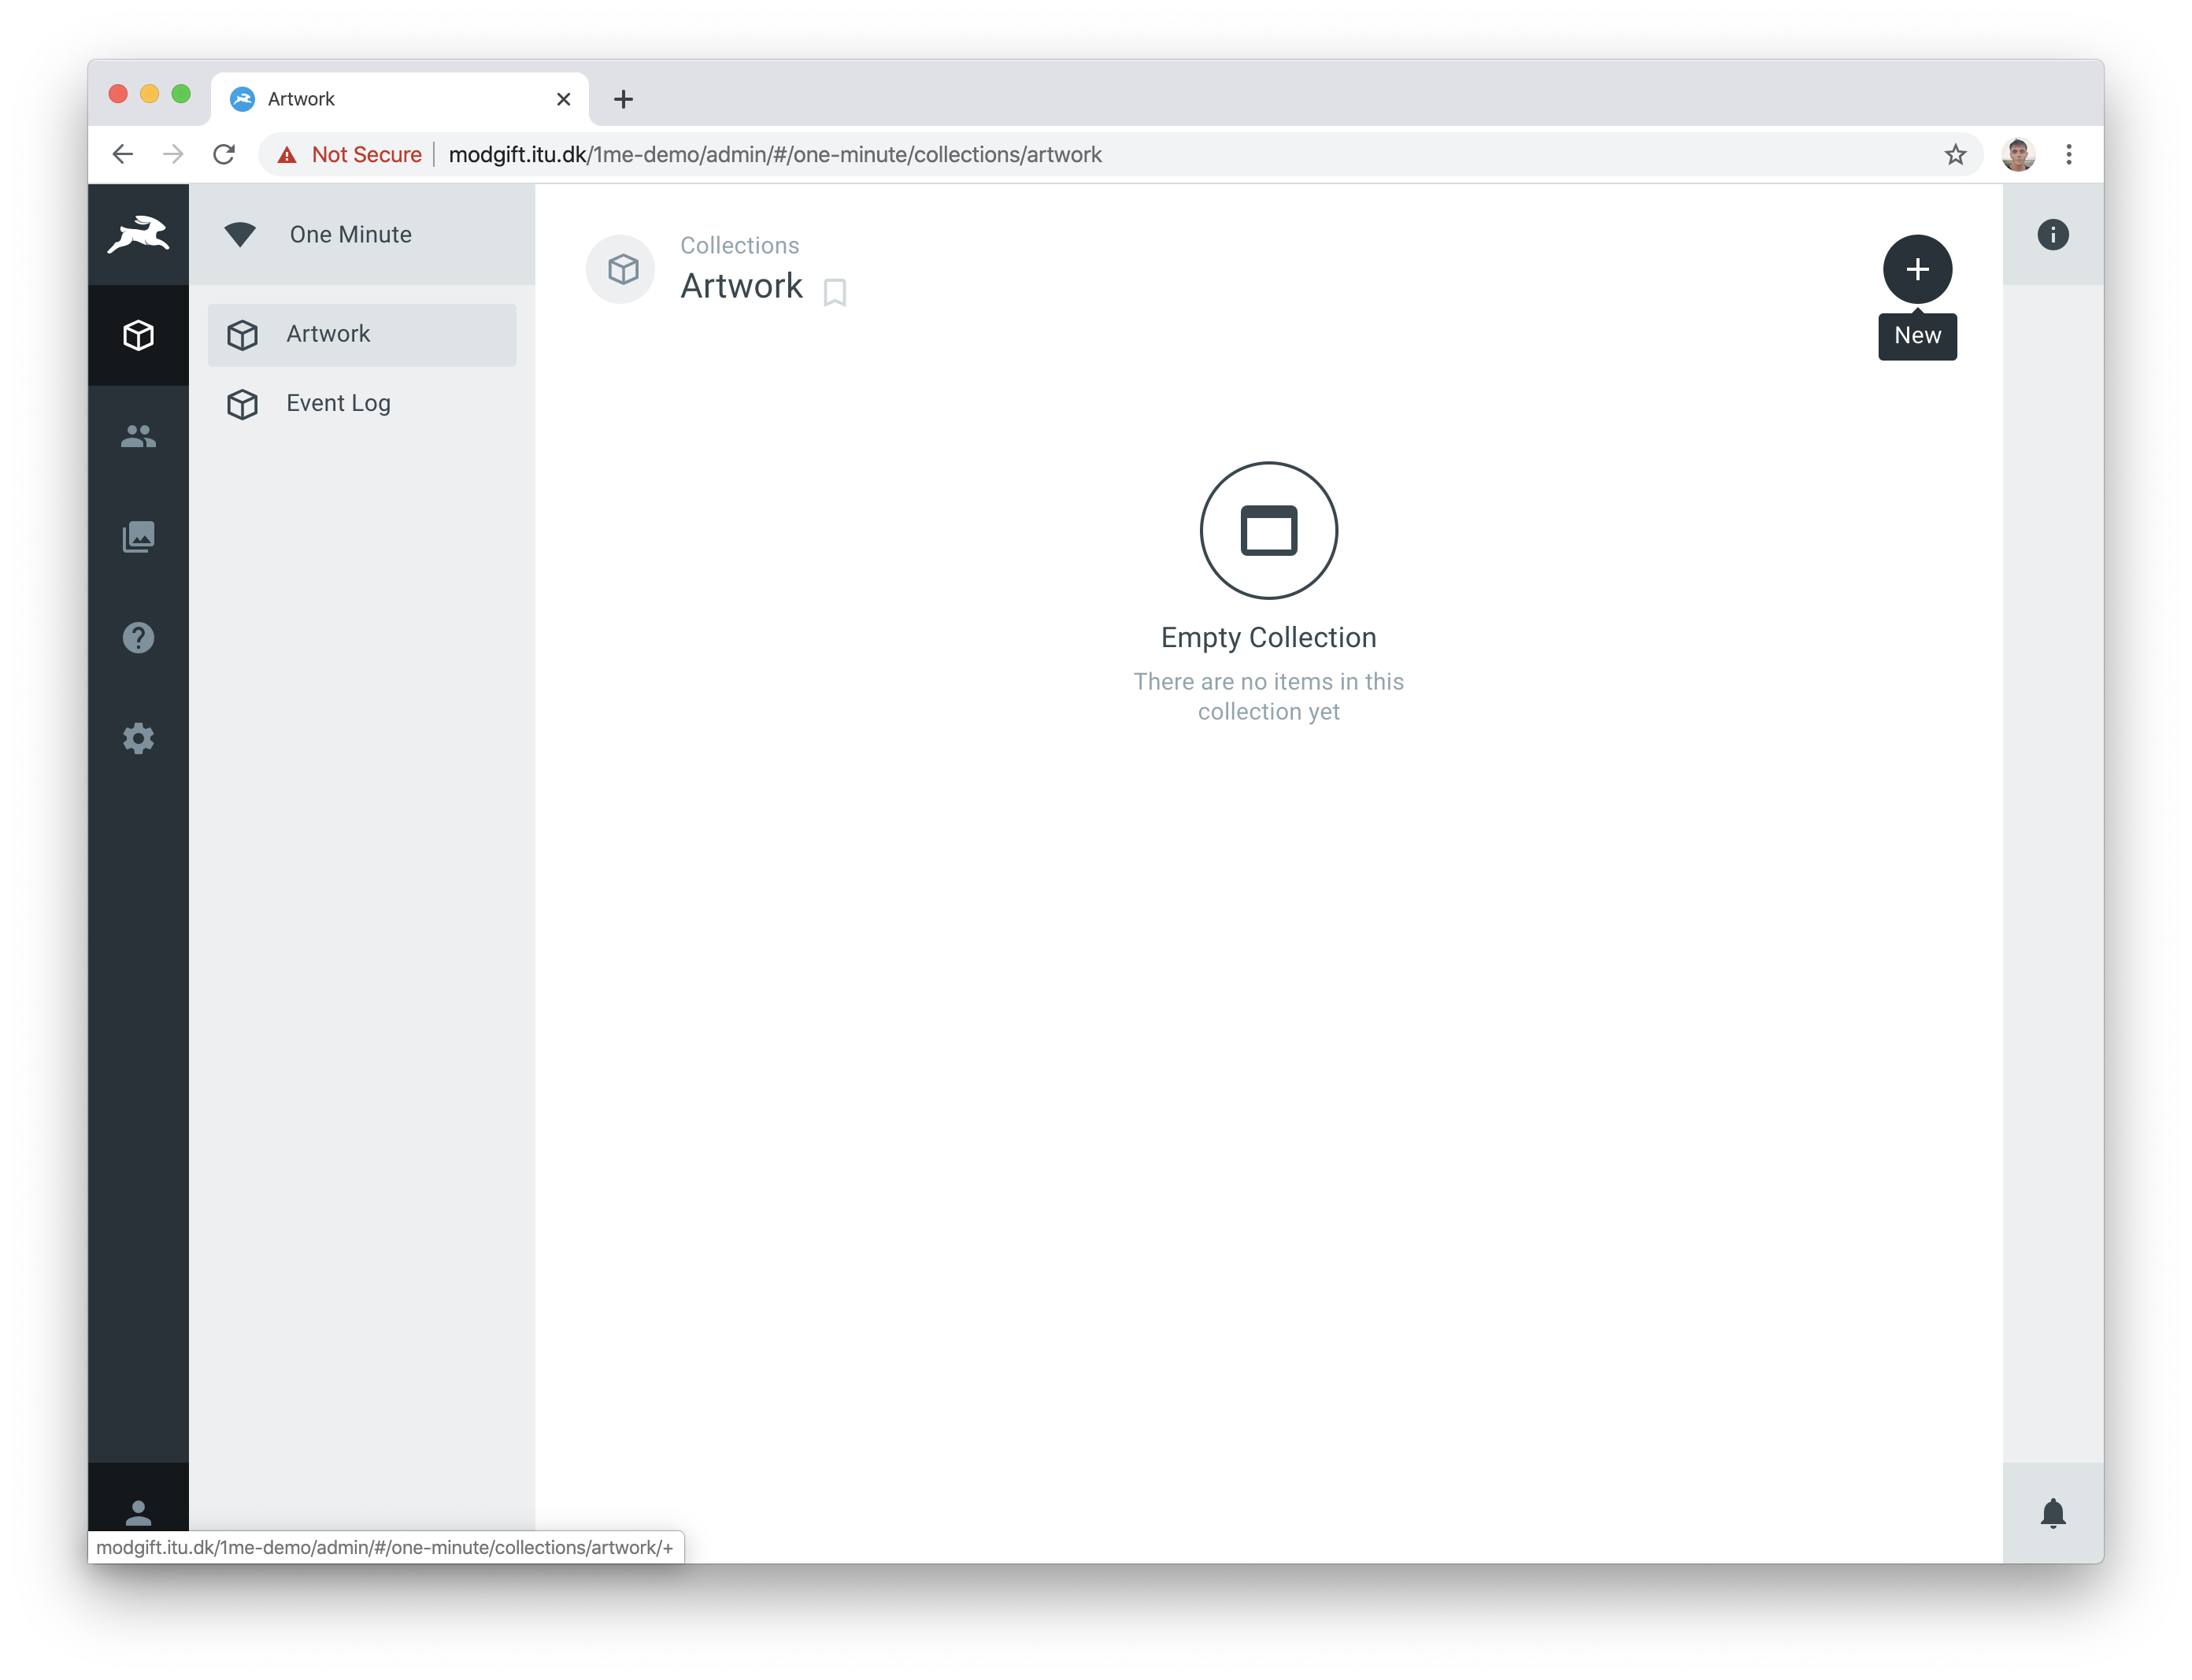 Artwork
Not Secure modgift.itu.dk/1me-demo/admin/#/one-minute/collections/artwork
One Minute
Artwork
Event Log
Collections
Artwork
New
Empty Collection
There are no items in this
collection yet
modgift.itu.dk/1me-demo/admin/#/one-minute/collections/artwork/+